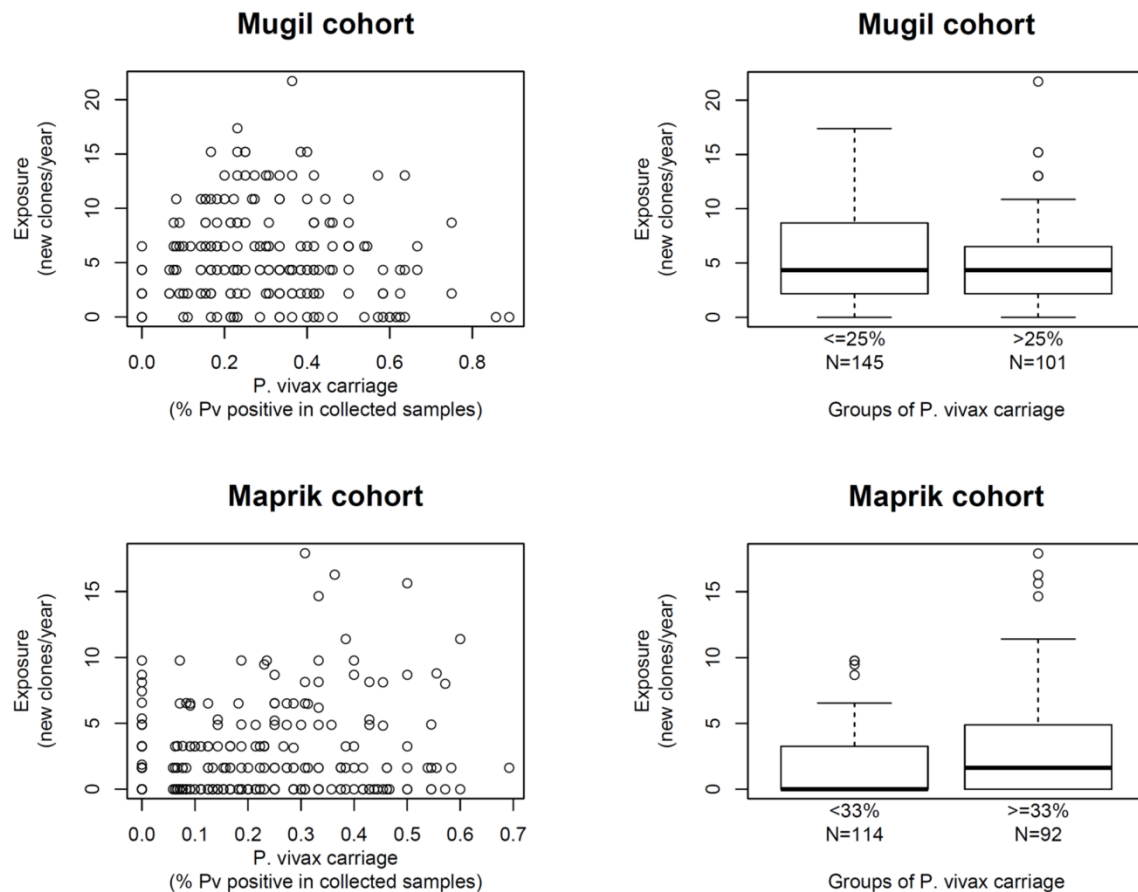 Mugil cohort
Exposure
(new clones/year)
20
15
10
5
0
0.0 0.2 0.4 0.6 0.8
P. vivax carriage
(% Pv positive in collected samples)
Mugil cohort
Exposure
(new clones/year)
20
15
10
5
0
<=25% >25%
N=145 N=101
Groups of P. vivax carriage
Maprik cohort
Exposure
(new clones/year)
15
10
5
0
0.0 0.1 0.2 0.3 0.4 0.5 0.6 0.7
P. vivax carriage
(% Pv positive in collected samples)
Maprik cohort
Exposure
(new clones/year)
15
10
5
0
<33% >=33%
N=114 N=92
Groups of P. vivax carriage